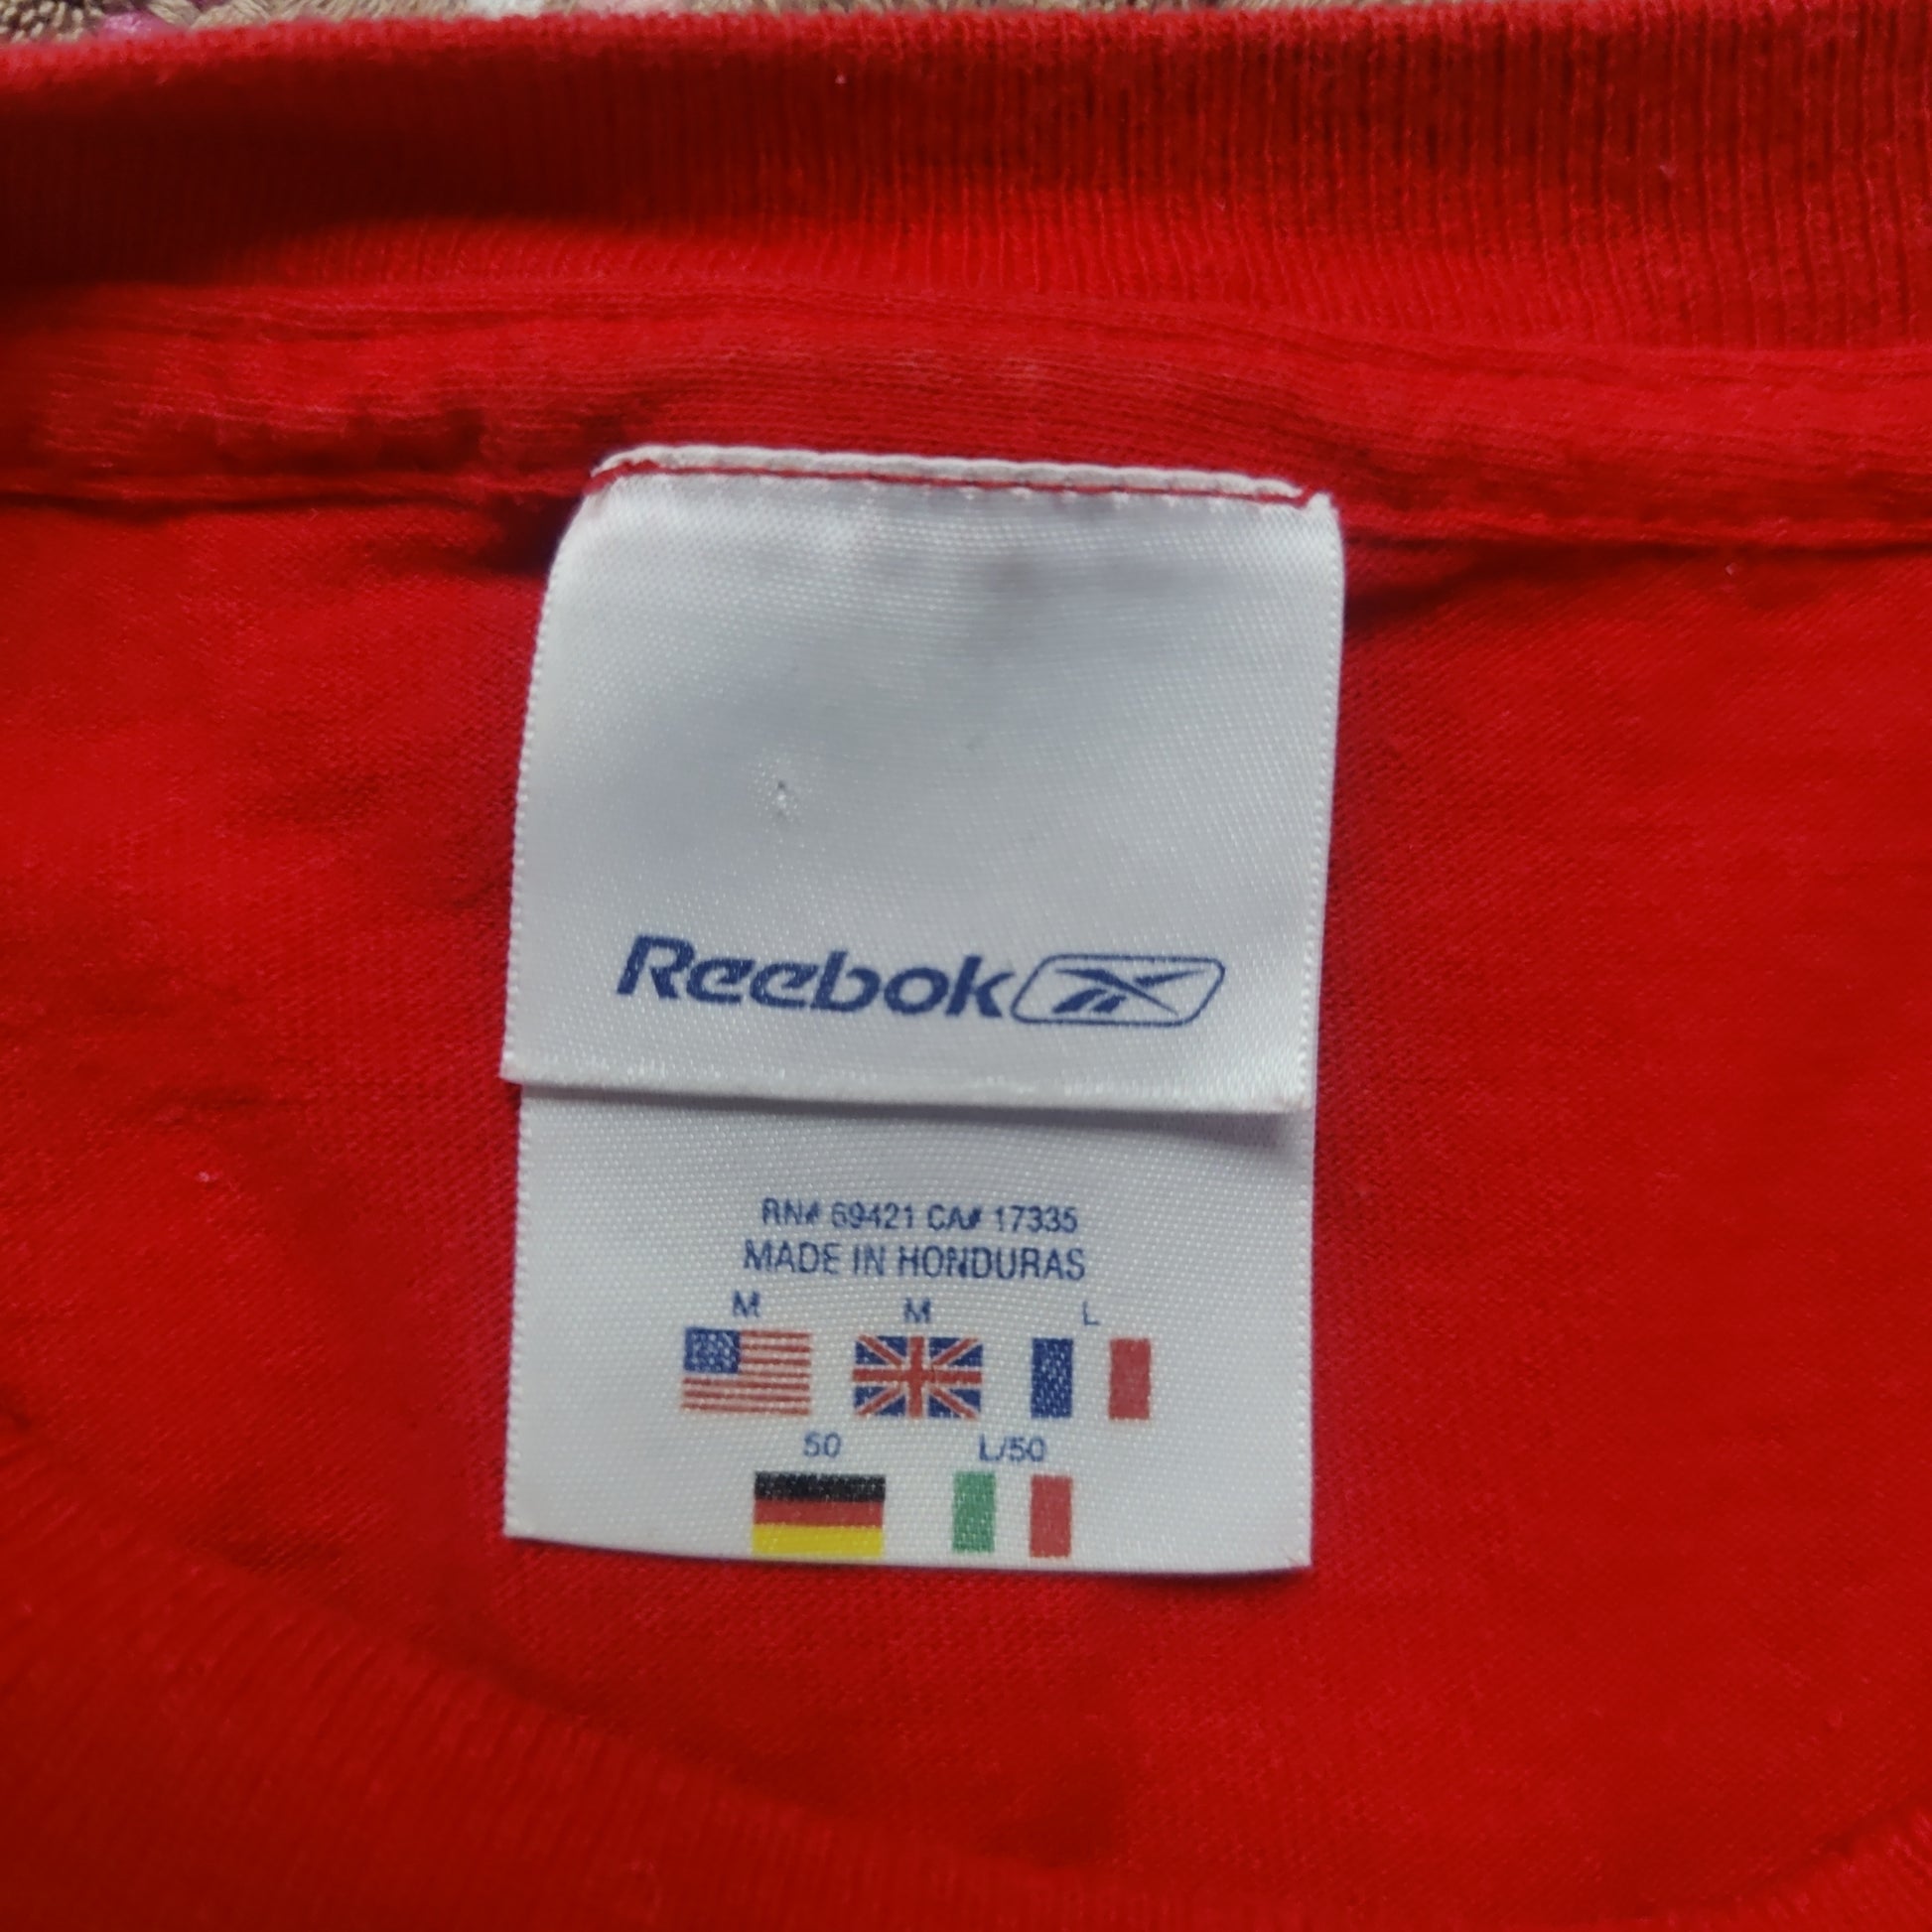 Reebok
RN# 69421 CA# 17335
MADE IN HONDURAS
M M L
50 L/50